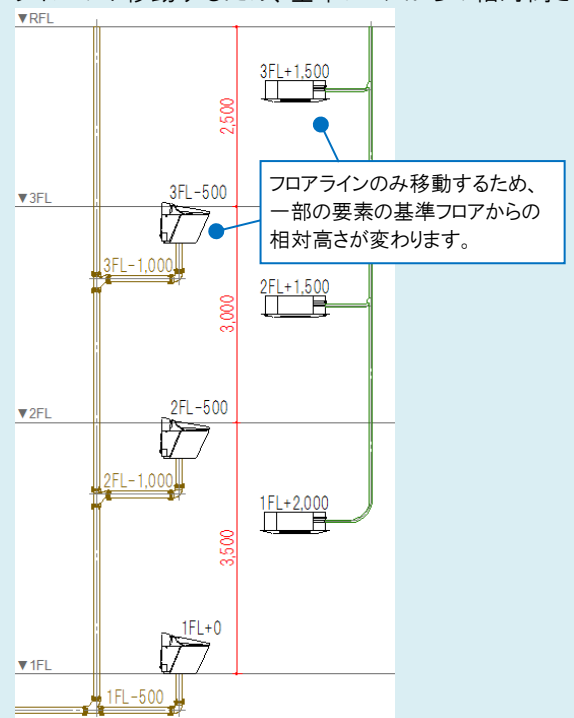 ▼RFL
3FL+1,500
2,500
フロアラインのみ移動するため、
一部の要素の基準フロアからの
相対高さが変わります。
▼3FL
3FL-500
3FL-1,000
2FL+1,500
3,000
▼2FL
2FL-500
2FL-1,000
1FL+2,000
3,500
1FL+0
▼1FL
1FL-500